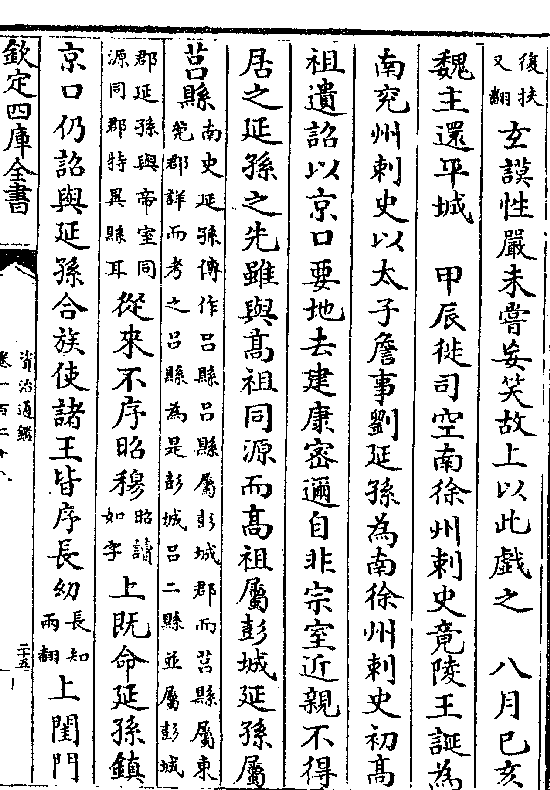 復扶
又翻
玄謨性嚴未嘗妄笑故上以此戲之　八月己亥
魏主還平城　甲辰徙司空南徐州刺史竟陵王誕為
南兖州刺史以太子詹事劉延孫為南徐州刺史初高
祖遺詔以京口要地去建康密邇自非宗室近親不得
居之延孫之先雖與高祖同源而高祖屬彭城延孫屬
莒縣
南史延孫傳作吕縣吕縣屬彭城郡而莒縣屬東
莞郡詳而考之吕縣為是彭城吕二縣並屬彭城
郡延孫與帝室同
源同郡特異縣耳
從來不序昭穆
昭讀
如字
上既命延孫鎮
京口仍詔與延孫合族使諸王皆序長幼
長知
兩翻
上閨門
欽定四庫全書
資治通鑑
卷一百二十八
三十五